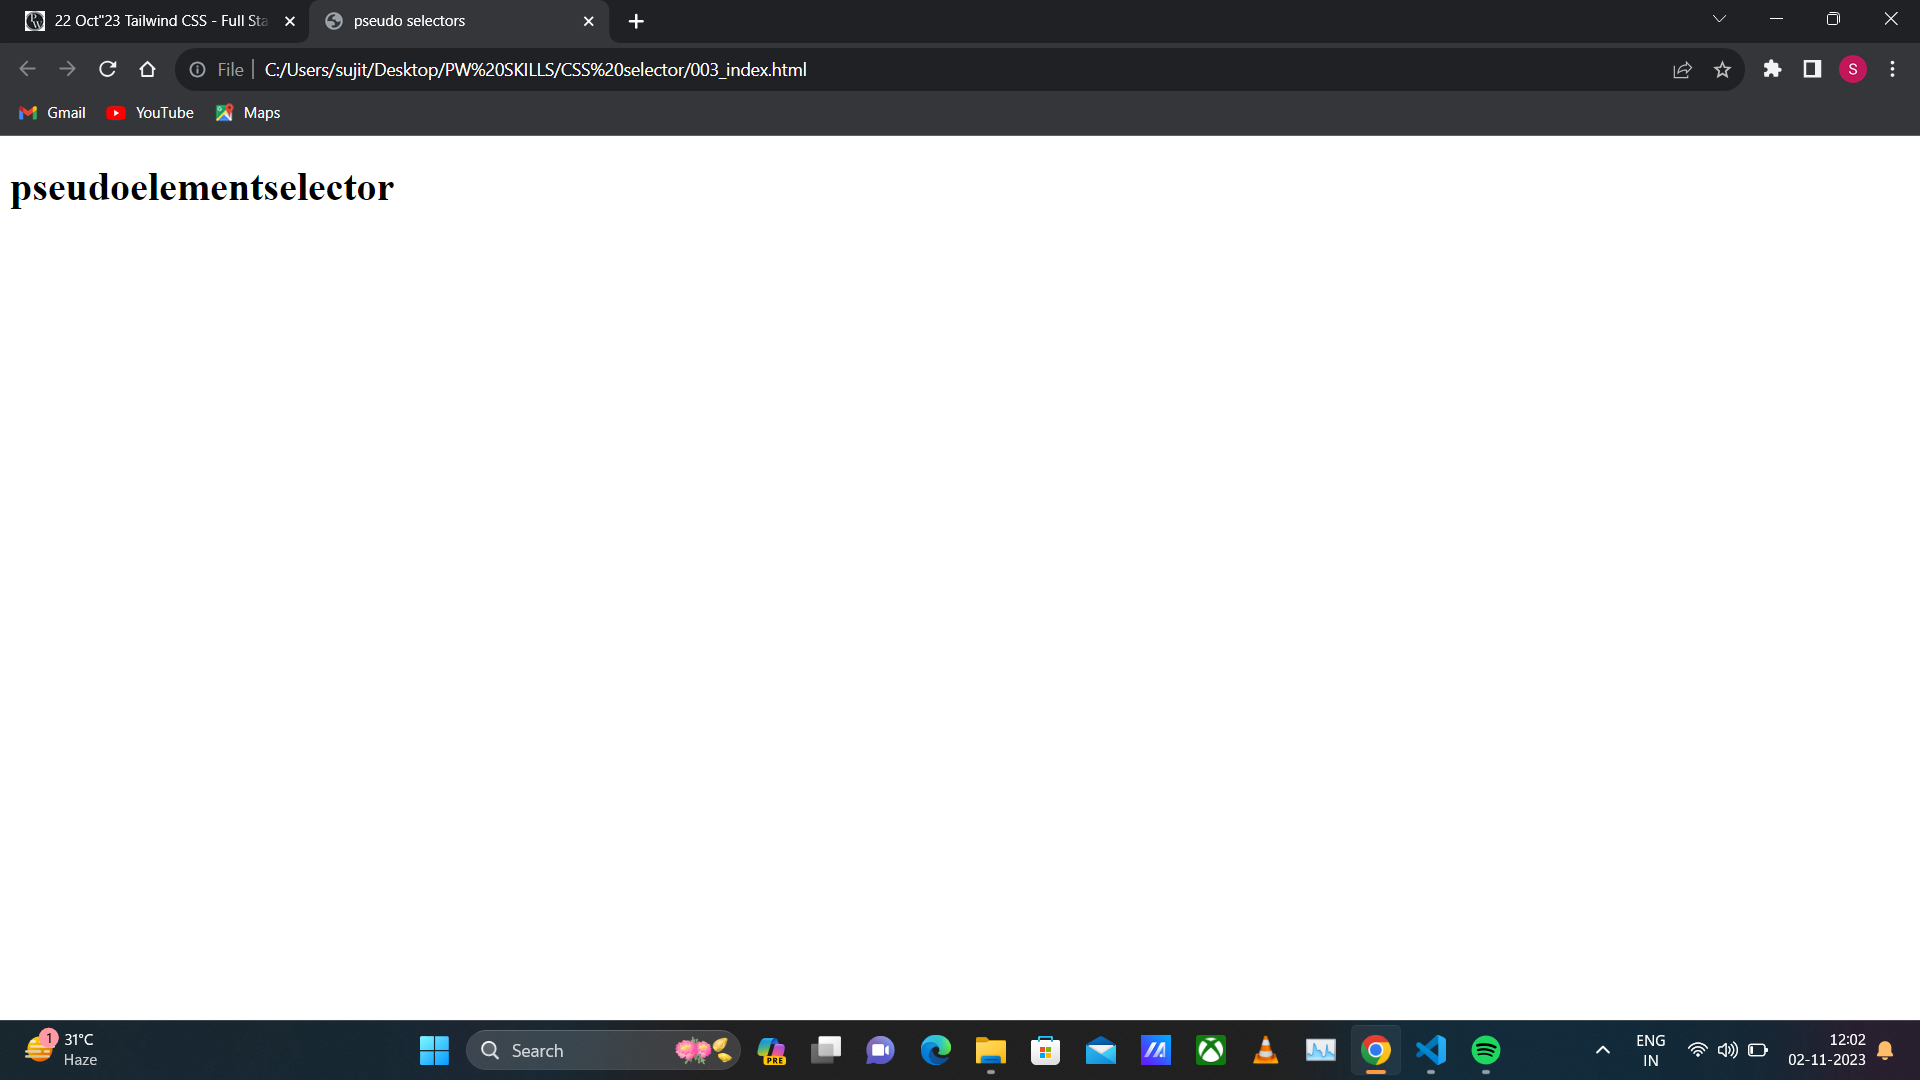 22 Oct"23 Tailwind CSS - Full Sta
pseudo selectors
File
C:/Users/sujit/Desktop/PW%20SKILLS/CSS%20selector/003_index.html
S
Gmail
YouTube
Maps
pseudoelementselector
1
31°C
Haze
Search
PRE
ENG
IN
12:02
02-11-2023